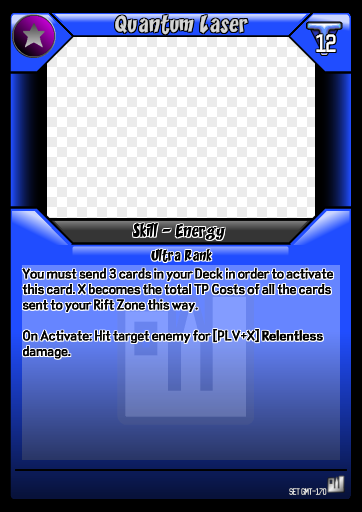 Quantum Laser
12
Skill - Energy
Ultra Rank
You must send 3 cards in your Deck in order to activate
this card. X becomes the total TP Costs of all the cards
sent to your Rift Zone this way.
On Activate: Hit target enemy for [PLV+X] Relentless
damage.
SET GMT-170